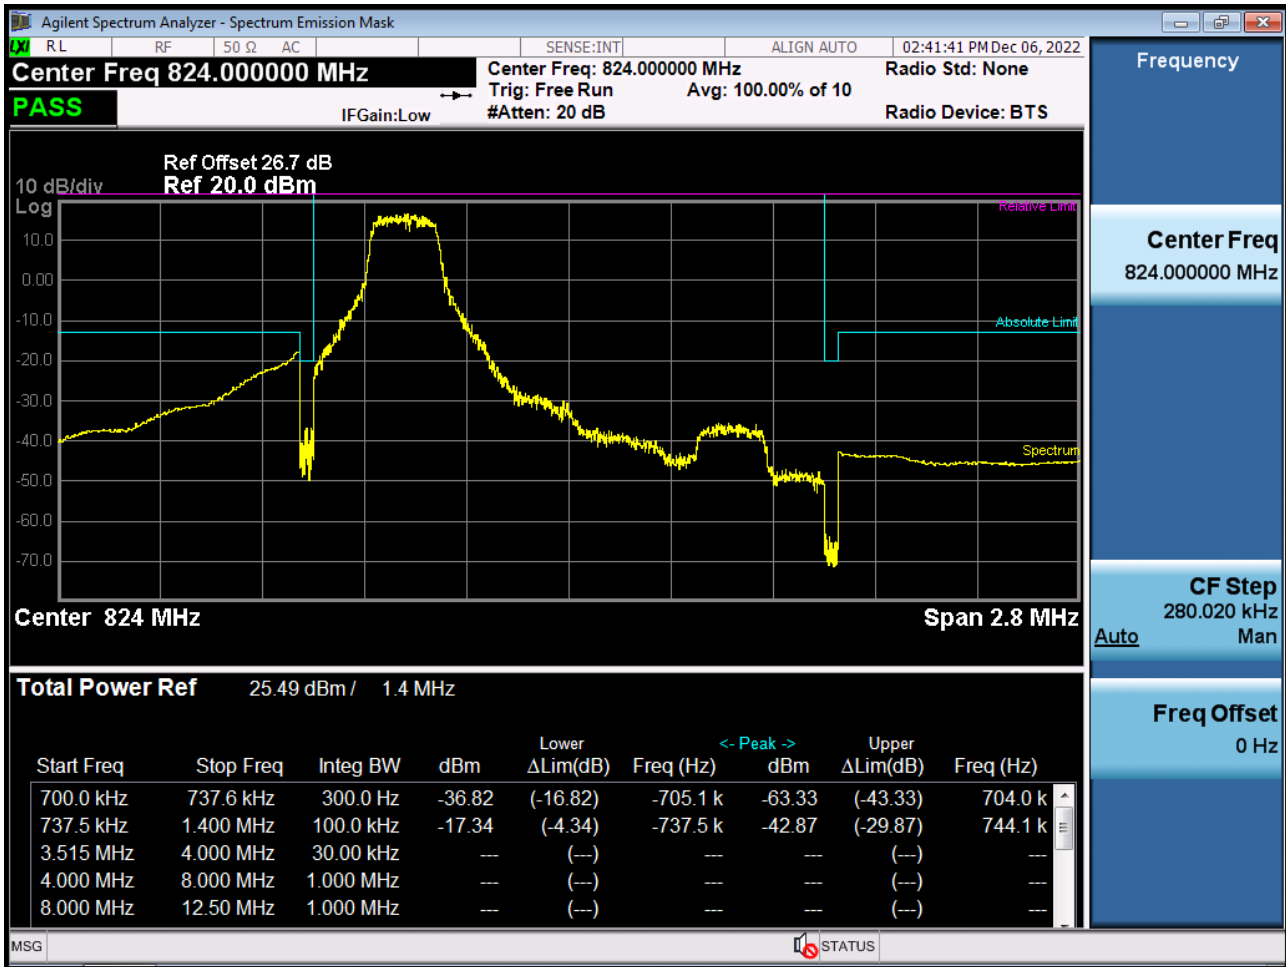 Agilent Spectrum Analyzer - Spectrum Emission Mask
LXI RL RF 50 Ω AC SENSE:INT ALIGN AUTO 02:41:41 PM Dec 06, 2022
Center Freq 824.000000 MHz
Center Freq: 824.000000 MHz
Radio Std: None
Trig: Free Run Avg: 100.00% of 10
PASS
IFGain:Low
#Atten: 20 dB
Radio Device: BTS
Ref Offset 26.7 dB
10 dB/div Ref 20.0 dBm
Log
Relative Limit
10.0
0.00
-10.0
Absolute Limit
-20.0
-30.0
-40.0
Spectrum
-50.0
-60.0
-70.0
Center 824 MHz
Span 2.8 MHz
Total Power Ref 25.49 dBm / 1.4 MHz
Lower <- Peak -> Upper
Start Freq Stop Freq Integ BW dBm ΔLim(dB) Freq (Hz) dBm ΔLim(dB) Freq (Hz)
700.0 kHz 737.6 kHz 300.0 Hz -36.82 (-16.82) -705.1 k -63.33 (-43.33) 704.0 k
737.5 kHz 1.400 MHz 100.0 kHz -17.34 (-4.34) -737.5 k -42.87 (-29.87) 744.1 k
3.515 MHz 4.000 MHz 30.00 kHz --- (---) --- --- (---) ---
4.000 MHz 8.000 MHz 1.000 MHz --- (---) --- --- (---) ---
8.000 MHz 12.50 MHz 1.000 MHz --- (---) --- --- (---) ---
MSG
STATUS
Frequency
Center Freq
824.000000 MHz
CF Step
280.020 kHz
Auto Man
Freq Offset
0 Hz